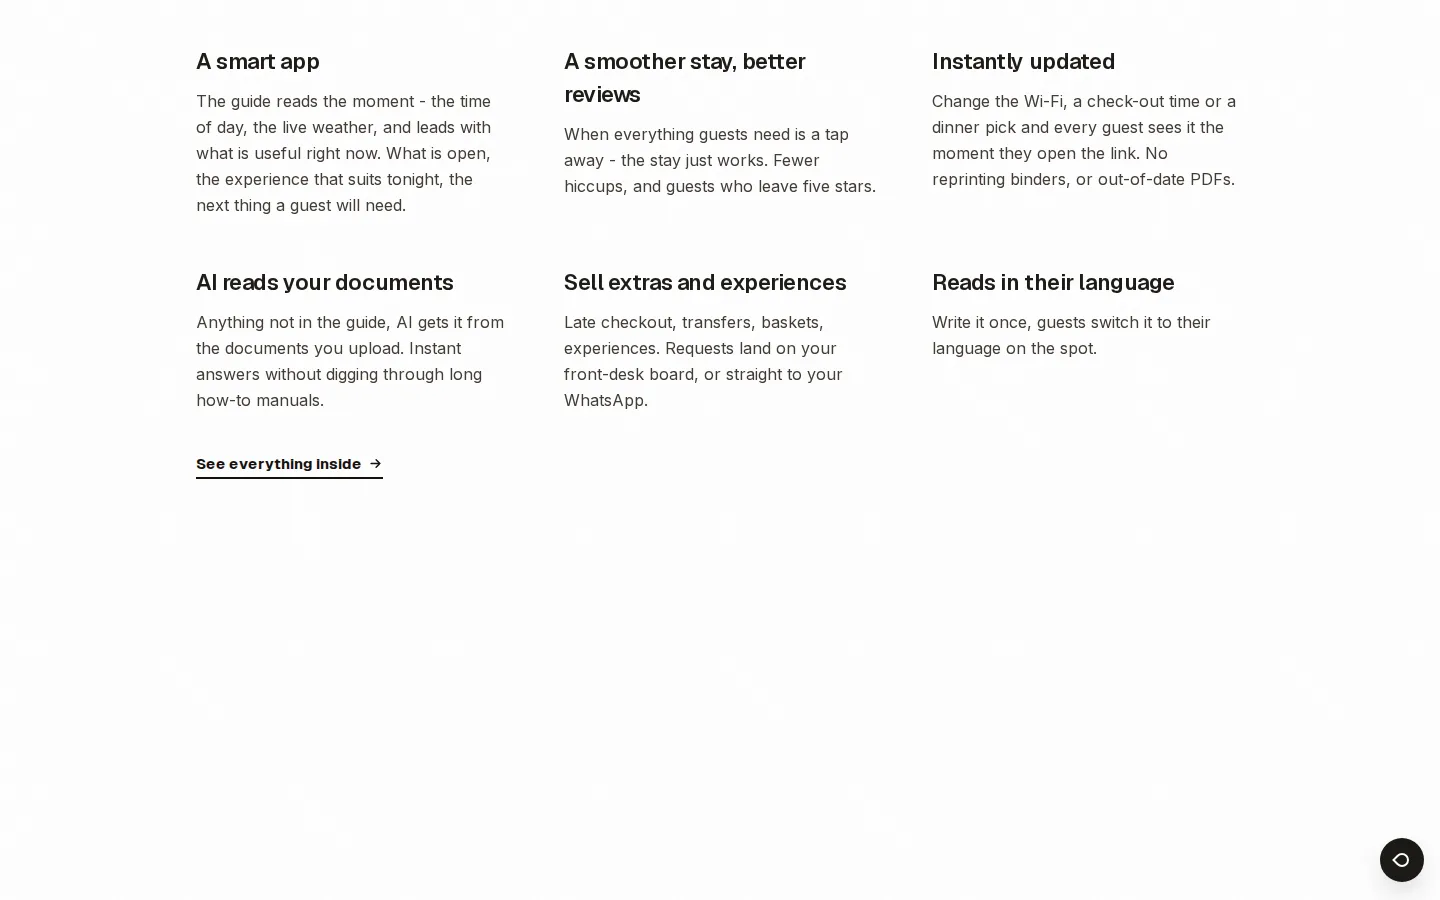 A smart app
The guide reads the moment - the time
of day, the live weather, and leads with
what is useful right now. What is open,
the experience that suits tonight, the
next thing a guest will need.
A smoother stay, better
reviews
When everything guests need is a tap
away - the stay just works. Fewer
hiccups, and guests who leave five stars.
Instantly updated
Change the Wi-Fi, a check-out time or a
dinner pick and every guest sees it the
moment they open the link. No
reprinting binders, or out-of-date PDFs.
AI reads your documents
Anything not in the guide, AI gets it from
the documents you upload. Instant
answers without digging through long
how-to manuals.
Sell extras and experiences
Late checkout, transfers, baskets,
experiences. Requests land on your
front-desk board, or straight to your
WhatsApp.
Reads in their language
Write it once, guests switch it to their
language on the spot.
See everything inside →